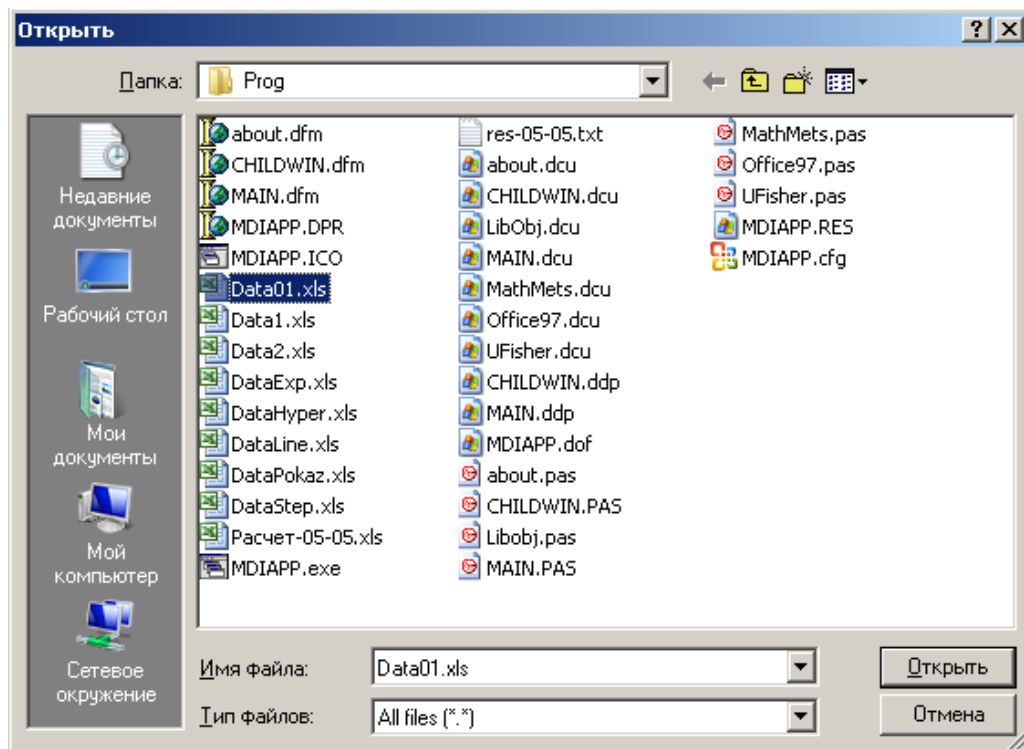 Открыть
Папка:
Prog
Недавние
документы
Рабочий стол
Мои
документы
Мой
компьютер
Сетевое
окружение
about.dfm
CHILDWIN.dfm
MAIN.dfm
MDIAPP.DPR
MDIAPP.ICO
Data01.xls
Data1.xls
Data2.xls
DataExp.xls
DataHyper.xls
DataLine.xls
DataPokaz.xls
DataStep.xls
Расчет-05-05.xls
MDIAPP.exe
res-05-05.txt
about.dcu
CHILDWIN.dcu
LibObj.dcu
MAIN.dcu
MathMets.dcu
Office97.dcu
UFisher.dcu
CHILDWIN.ddp
MAIN.ddp
MDIAPP.dof
about.pas
CHILDWIN.PAS
Libobj.pas
MAIN.PAS
MathMets.pas
Office97.pas
UFisher.pas
MDIAPP.RES
MDIAPP.cfg
Имя файла:
Data01.xls
Открыть
Тип файлов:
All files (*.*)
Отмена